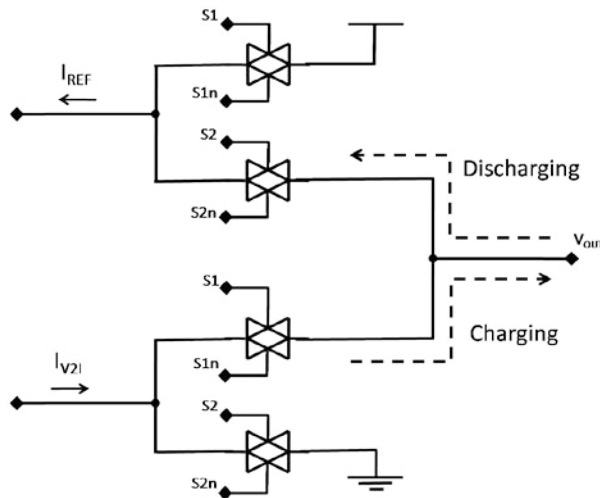 S1
I_REF
S1n
S2
Discharging
S2n
v_out
S1
Charging
I_V2I
S1n
S2
S2n